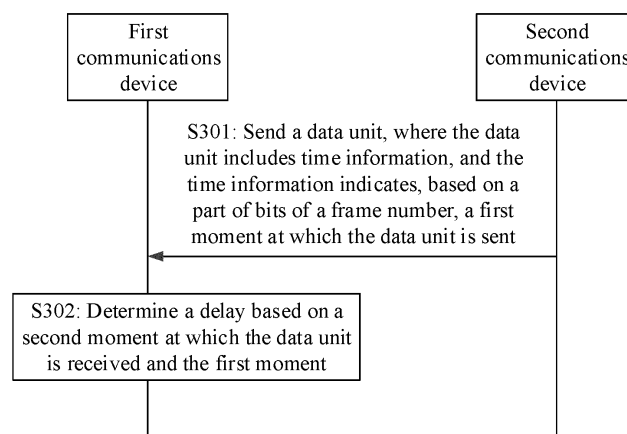 First
communications
device
Second
communications
device
S301: Send a data unit, where the data
unit includes time information, and the
time information indicates, based on a
part of bits of a frame number, a first
moment at which the data unit is sent
S302: Determine a delay based on a
second moment at which the data unit
is received and the first moment